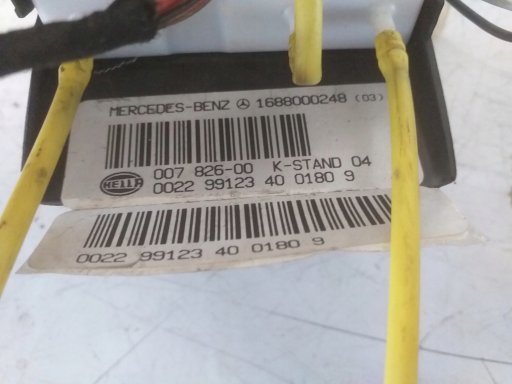 MERCEDES-BENZ 1688000248 (03)
007 826-00 K-STAND 04
HELLA 0022 99123 40 0180 9
0022 99123 40 0180 9